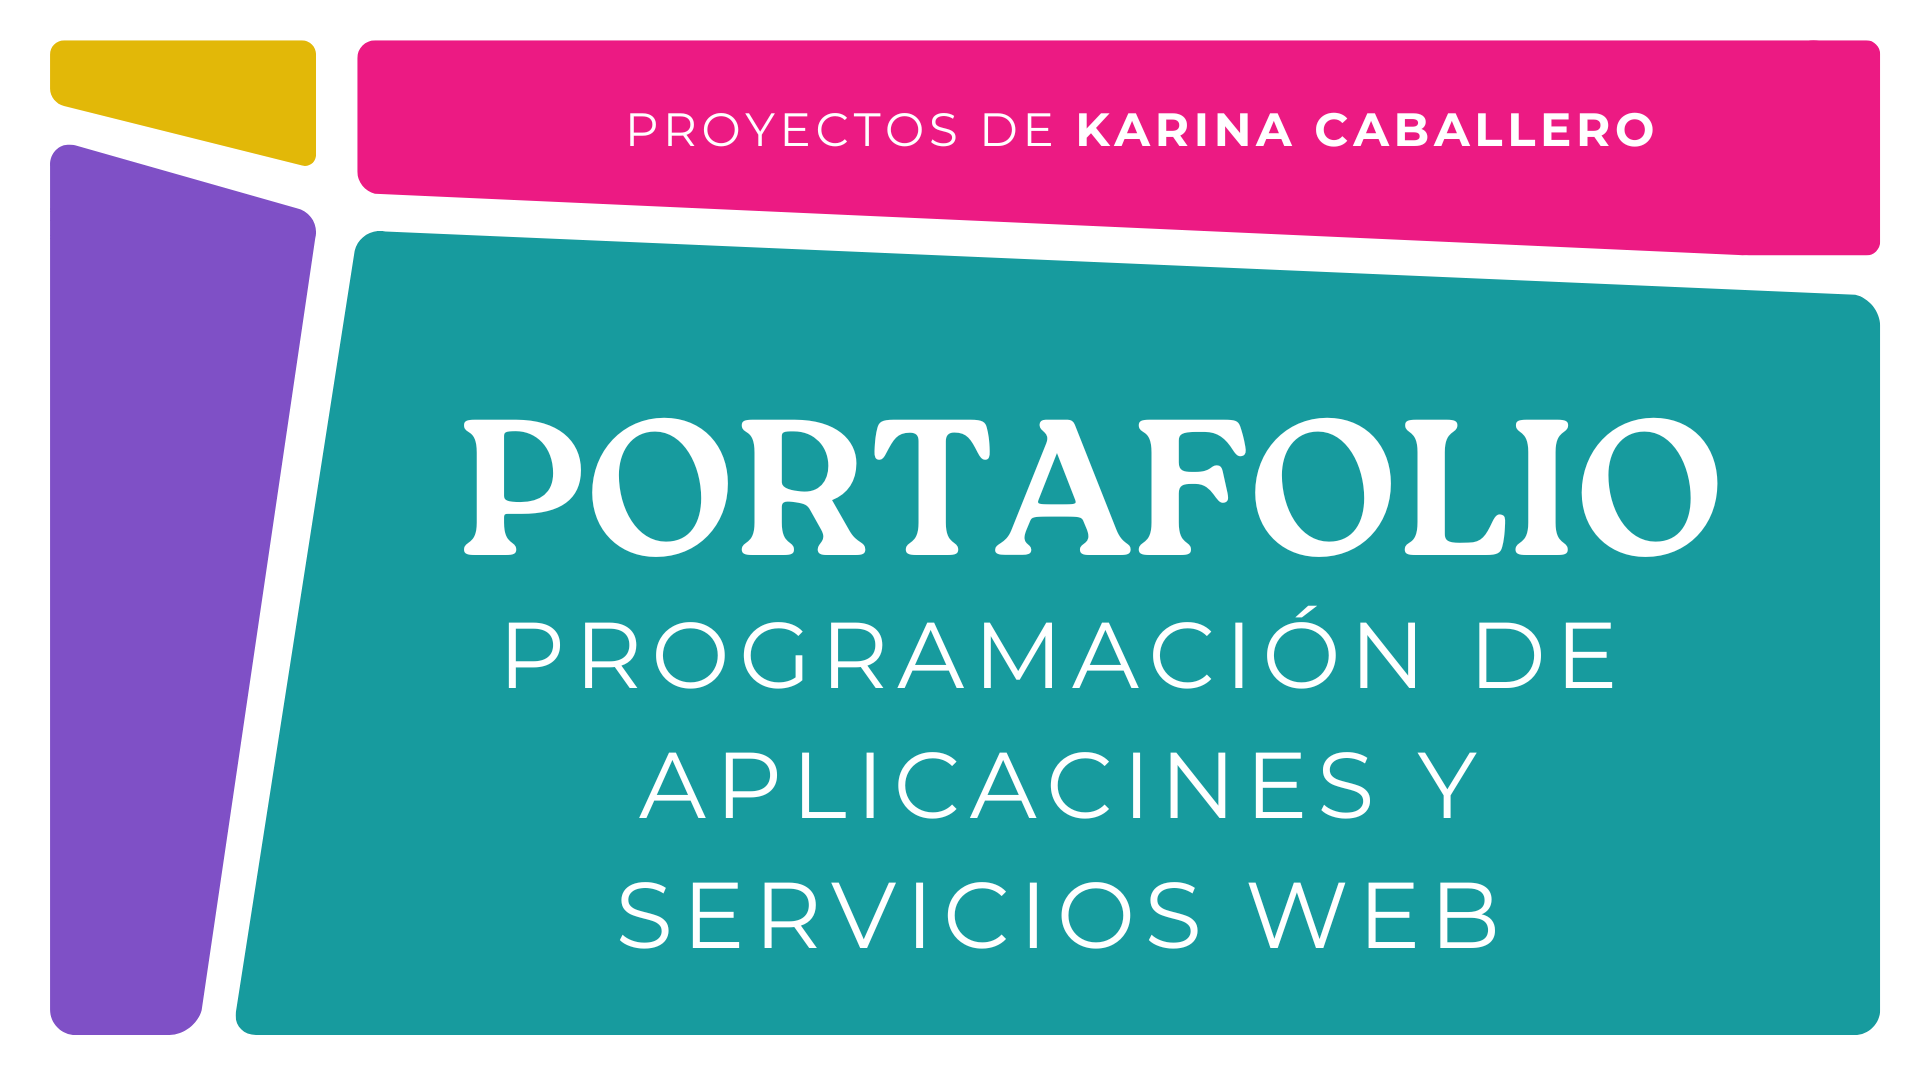 PROYECTOS DE KARINA CABALLERO
PORTAFOLIO
PROGRAMACIÓN DE
APLICACINES Y
SERVICIOS WEB